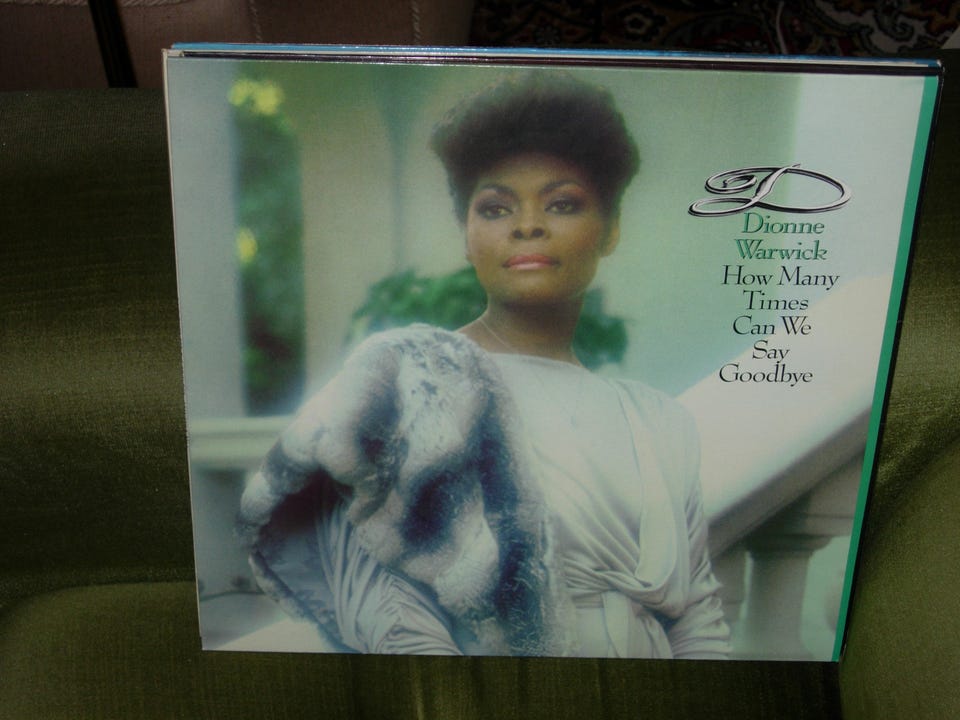 D
Dionne
Warwick
How Many
Times
Can We
Say
Goodbye